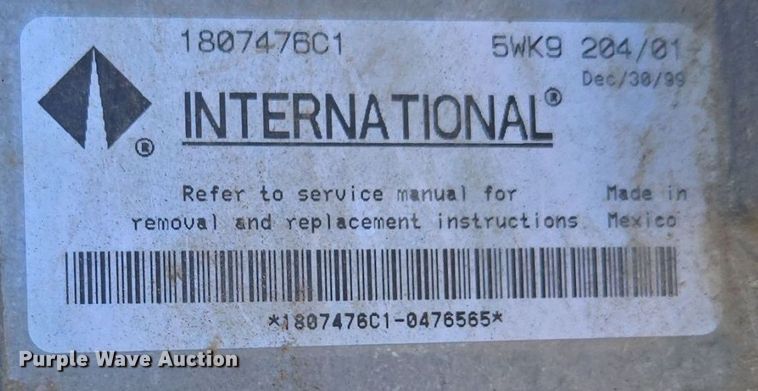 1807476C1 5WK9 204/01
Dec/30/99
INTERNATIONAL®
®
Refer to service manual for Made in
removal and replacement instructions Mexico
*1807476C1-0476565*
Purple Wave Auction